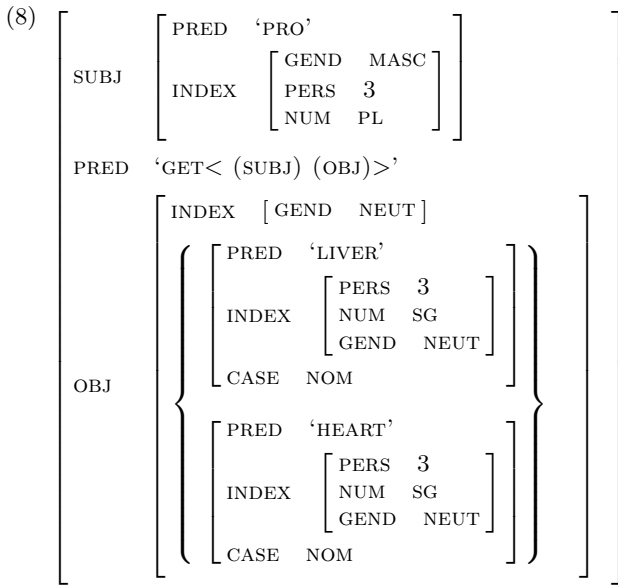 (8)
PRED ‘PRO’
GEND MASC
SUBJ INDEX PERS 3
NUM PL
PRED ‘GET< (SUBJ) (OBJ)>’
INDEX [ GEND NEUT ]
PRED ‘LIVER’
PERS 3
INDEX NUM SG
GEND NEUT
CASE NOM
OBJ
PRED ‘HEART’
PERS 3
INDEX NUM SG
GEND NEUT
CASE NOM